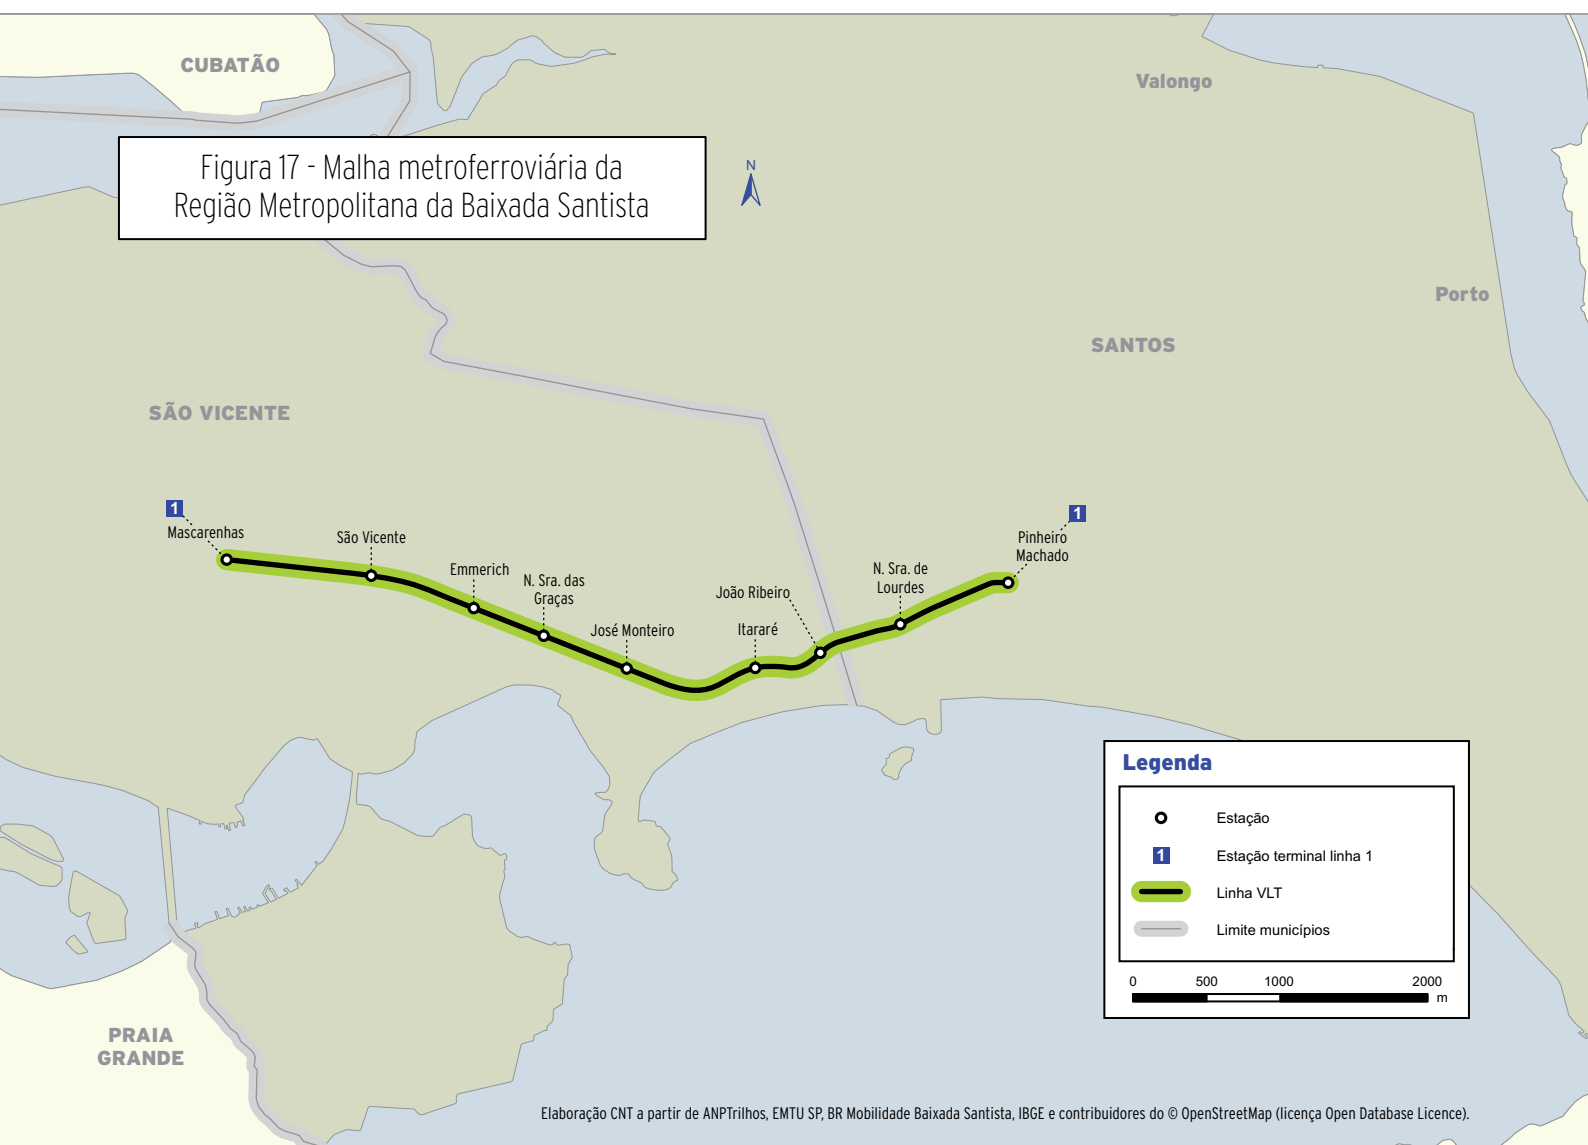 CUBATÃO
Valongo
Figura 17 - Malha metroferroviária da
Região Metropolitana da Baixada Santista
N
Porto
SANTOS
SÃO VICENTE
1
Mascarenhas
São Vicente
Emmerich
N. Sra. das
Graças
José Monteiro
Itararé
João Ribeiro
N. Sra. de
Lourdes
Pinheiro
Machado
1
Legenda
Estação
1 Estação terminal linha 1
Linha VLT
Limite municípios
0 500 1000 2000
m
PRAIA
GRANDE
Elaboração CNT a partir de ANPTrilhos, EMTU SP, BR Mobilidade Baixada Santista, IBGE e contribuidores do © OpenStreetMap (licença Open Database Licence).